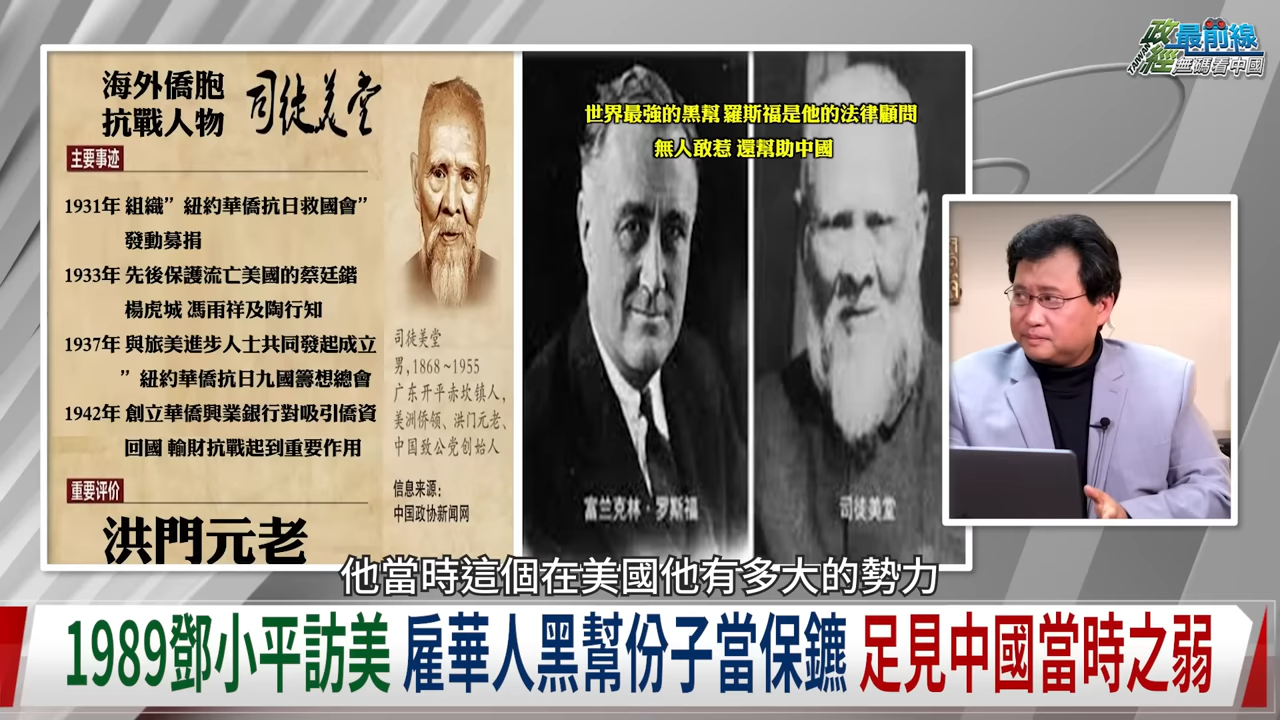 政經最前線
無碼看中國
海外僑胞
抗戰人物
司徒美堂
主要事迹
1931年 組織”紐約華僑抗日救國會”
發動募捐
1933年 先後保護流亡美國的蔡廷鍇
楊虎城 馮雨祥及陶行知
1937年 與旅美進步人士共同發起成立
”紐約華僑抗日九國籌想總會
1942年 創立華僑興業銀行對吸引僑資
回國 輸財抗戰起到重要作用
重要评价
洪門元老
司徒美堂
男,1868~1955
广东开平赤坎镇人,
美洲侨领、洪门元老、
中国致公党创始人
信息来源:
中国政协新闻网
世界最強的黑幫 羅斯福是他的法律顧問
無人敢惹 還幫助中國
富兰克林·罗斯福
司徒美堂
他當時這個在美國他有多大的勢力
1989鄧小平訪美 雇華人黑幫份子當保鑣 足見中國當時之弱